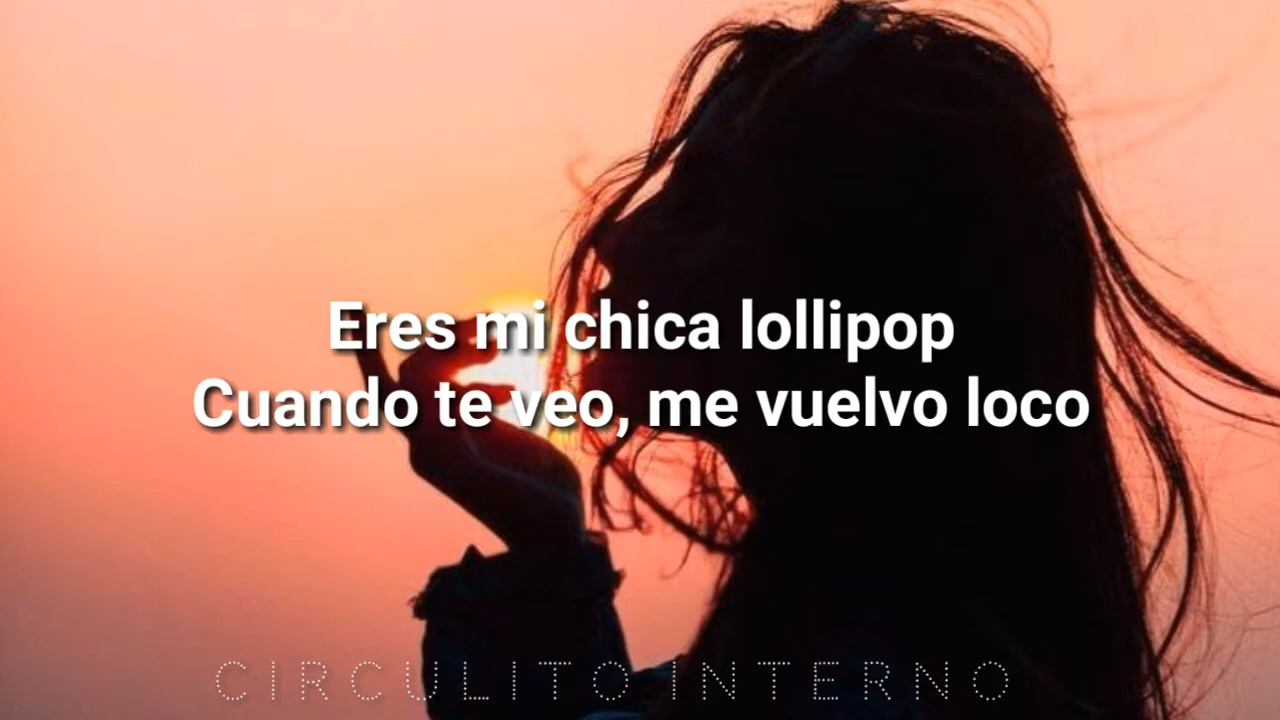 Eres mi chica lollipop
Cuando te veo, me vuelvo loco
CIRCULITO INTERNO